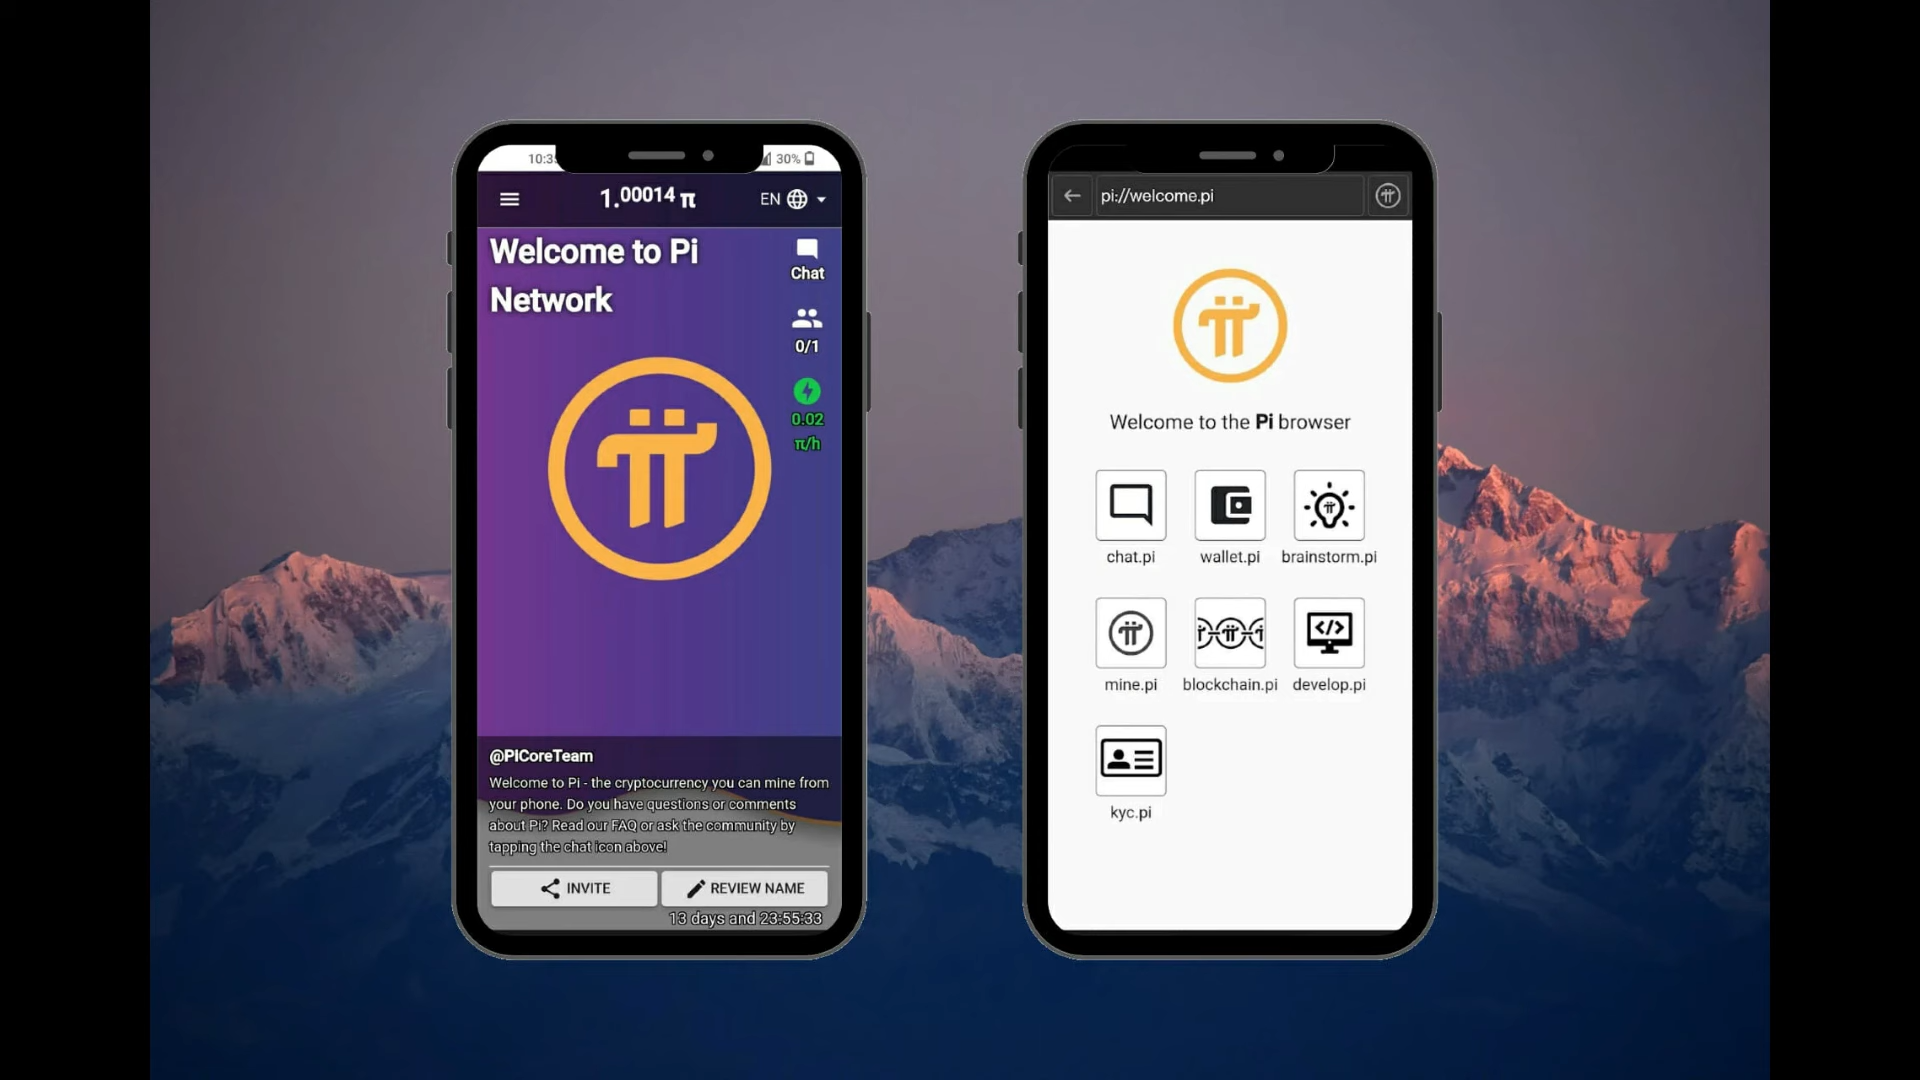 10:3
30%
1.00014 π
EN
Welcome to Pi
Network
Chat
0/1
0.02
π/h
@PiCoreTeam
Welcome to Pi - the cryptocurrency you can mine from
your phone. Do you have questions or comments
about Pi? Read our FAQ or ask the community by
tapping the chat icon above!
INVITE
REVIEW NAME
13 days and 23:55:33
pi://welcome.pi
Welcome to the Pi browser
chat.pi
wallet.pi
brainstorm.pi
mine.pi
blockchain.pi
develop.pi
kyc.pi